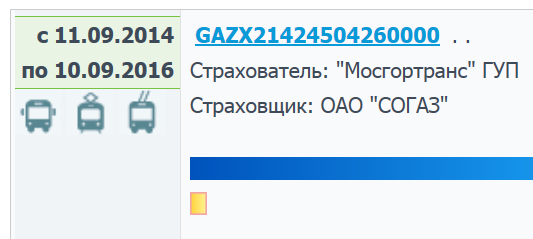 с 11.09.2014
по 10.09.2016
GAZX21424504260000 . .
Страхователь: "Мосгортранс" ГУП
Страховщик: ОАО "СОГАЗ"